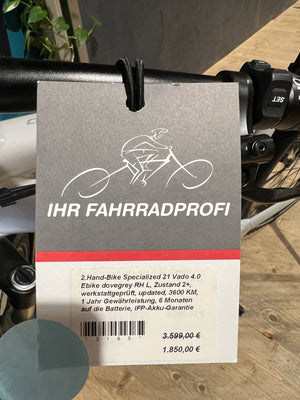 SET
IHR FAHRRADPROFI
2.Hand-Bike Specialized 21 Vado 4.0
Ebike dovegrey RH L, Zustand 2+,
werkstattgeprüft, updated, 3600 KM,
1 Jahr Gewährleistung, 6 Monaten
auf die Batterie, IFP-Akku-Garantie
3.599,00 €
1.850,00 €